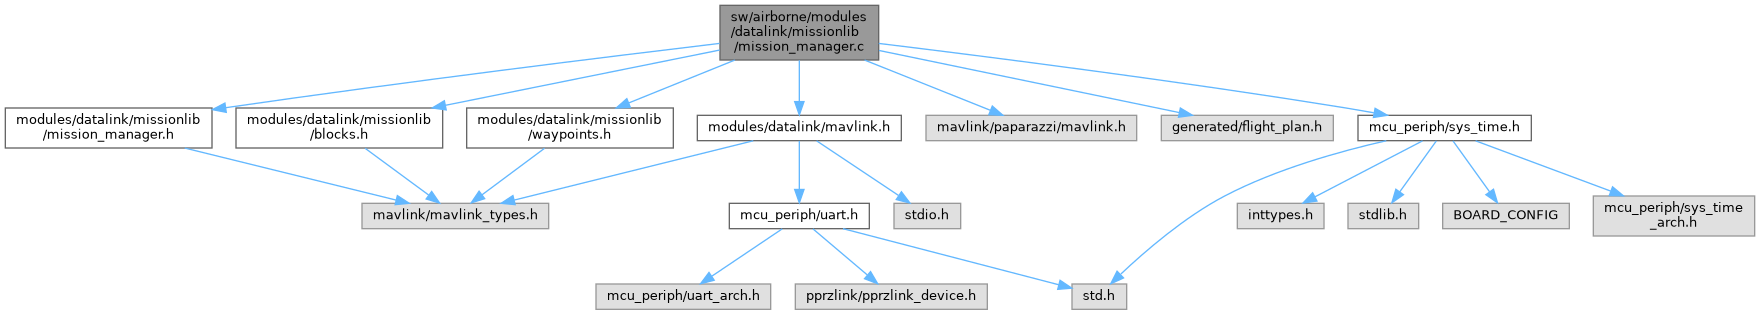 sw/airborne/modules
/datalink/missionlib
/mission_manager.c
modules/datalink/missionlib
/mission_manager.h
modules/datalink/missionlib
/blocks.h
modules/datalink/missionlib
/waypoints.h
modules/datalink/mavlink.h
mavlink/paparazzi/mavlink.h
generated/flight_plan.h
mcu_periph/sys_time.h
mavlink/mavlink_types.h
mcu_periph/uart.h
stdio.h
inttypes.h
stdlib.h
BOARD_CONFIG
mcu_periph/sys_time
_arch.h
mcu_periph/uart_arch.h
pprzlink/pprzlink_device.h
std.h